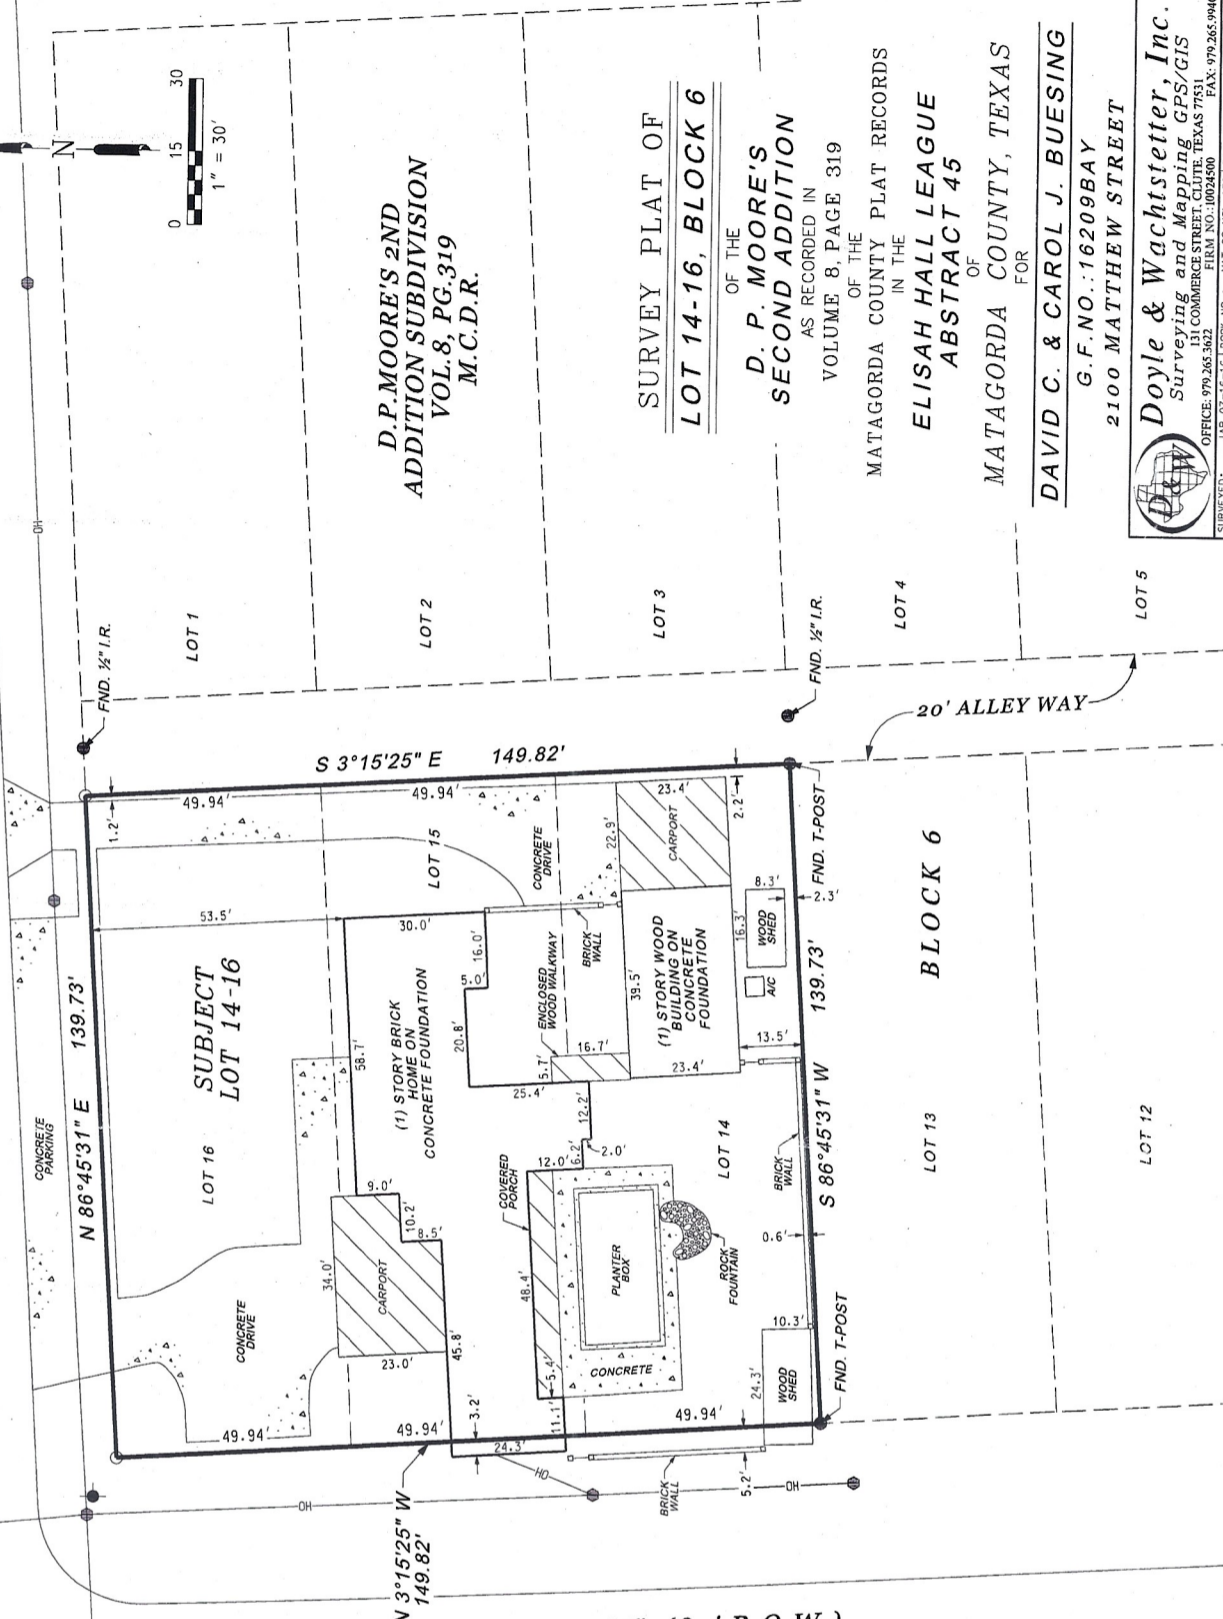 N
0 15 30
1" = 30'
D.P.MOORE'S 2ND
ADDITION SUBDIVISION
VOL.8, PG.319
M.C.D.R.
SURVEY PLAT OF
LOT 14-16, BLOCK 6
OF THE
D. P. MOORE'S
SECOND ADDITION
AS RECORDED IN
VOLUME 8, PAGE 319
OF THE
MATAGORDA COUNTY PLAT RECORDS
IN THE
ELISAH HALL LEAGUE
ABSTRACT 45
OF
MATAGORDA COUNTY, TEXAS
FOR
DAVID C. & CAROL J. BUESING
G.F.NO.:16209BAY
2100 MATTHEW STREET
D&W
Doyle & Wachtstetter, Inc.
Surveying and Mapping GPS/GIS
131 COMMERCE STREET, CLUTE, TEXAS 77531
OFFICE: 979.265.3622 FIRM NO.:10024500 FAX: 979.265.9940
SURVEYED:
OH
LOT 1
LOT 2
LOT 3
LOT 4
LOT 5
FND. ½" I.R.
FND. ½" I.R.
20' ALLEY WAY
S 3°15'25" E 149.82'
49.94'
49.94'
1.2'
23.4'
2.2'
CARPORT
22.9'
LOT 15
CONCRETE
DRIVE
FND. T-POST
8.3'
2.3'
WOOD
SHED
16.3'
A/C
BLOCK 6
53.5'
30.0'
16.0'
5.0'
20.8'
BRICK
WALL
ENCLOSED
WOOD WALKWAY
39.5'
(1) STORY WOOD
BUILDING ON
CONCRETE
FOUNDATION
139.73'
N 86°45'31" E
SUBJECT
LOT 14-16
58.7'
(1) STORY BRICK
HOME ON
CONCRETE FOUNDATION
5.7'
16.7'
25.4'
23.4'
13.5'
139.73'
S 86°45'31" W
CONCRETE
PARKING
LOT 16
12.2'
6.2'
2.0'
12.0'
COVERED
PORCH
LOT 14
BRICK
WALL
LOT 13
LOT 12
9.0'
10.2'
8.5'
34.0'
CARPORT
48.4'
PLANTER
BOX
ROCK
FOUNTAIN
0.6'
CONCRETE
DRIVE
23.0'
45.8'
5.4'
CONCRETE
10.3'
24.3'
WOOD
SHED
FND. T-POST
49.94'
49.94'
3.2'
24.3'
11.1'
49.94'
OH
OH
BRICK
WALL
5.2'
OH
N 3°15'25" W
149.82'